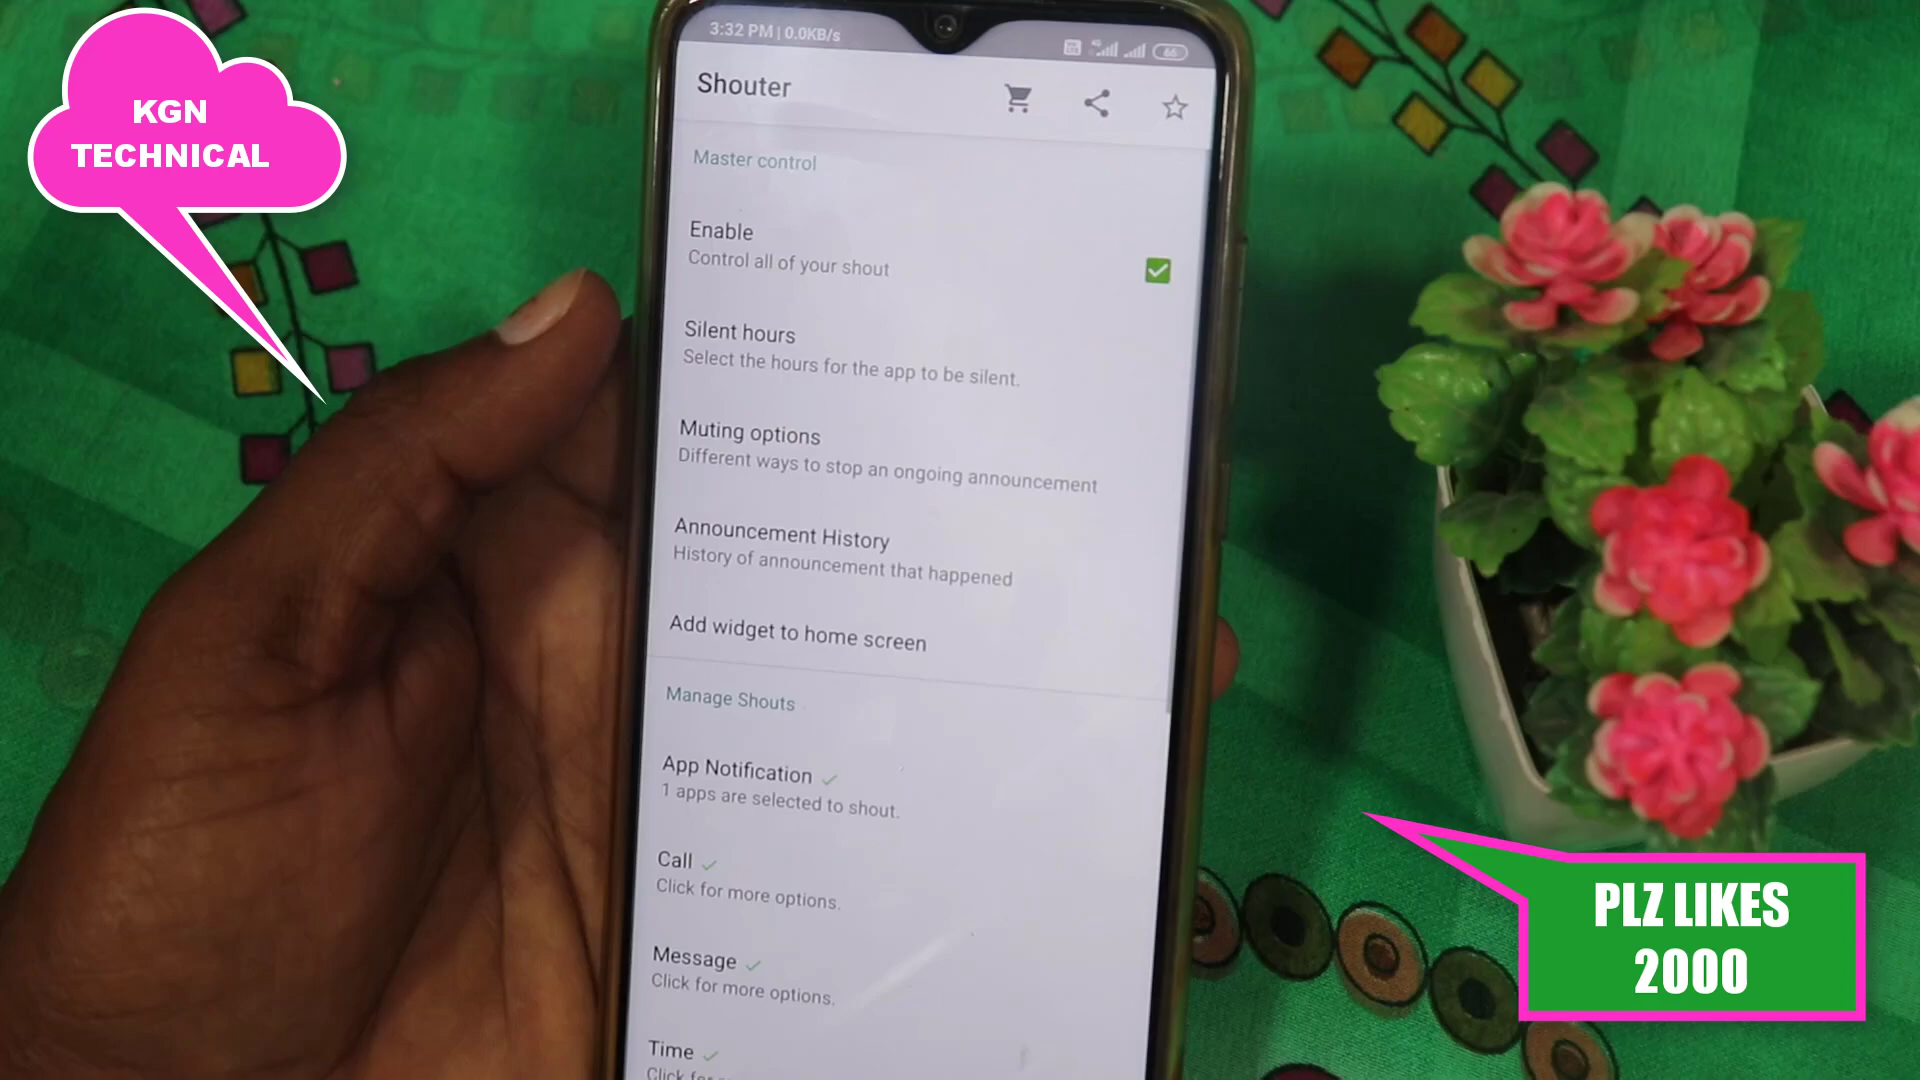 KGN
TECHNICAL
3:32 PM | 0.0KB/s
66
Shouter
Master control
Enable
Control all of your shout
Silent hours
Select the hours for the app to be silent.
Muting options
Different ways to stop an ongoing announcement
Announcement History
History of announcement that happened
Add widget to home screen
Manage Shouts
App Notification
1 apps are selected to shout.
Call
Click for more options.
Message
Click for more options.
Time
Click for
PLZ LIKES
2000